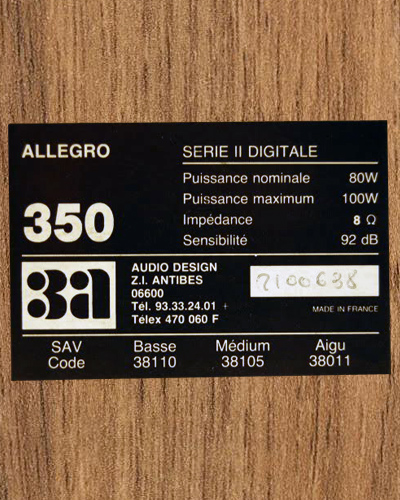 ALLEGRO
SERIE II DIGITALE
350
Puissance nominale 80W
Puissance maximum 100W
Impédance 8 Ω
Sensibilité 92 dB
3a
AUDIO DESIGN
Z.I. ANTIBES
06600
Tél. 93.33.24.01 +
Télex 470 060 F
2100638
MADE IN FRANCE
SAV Basse Médium Aigu
Code 38110 38105 38011